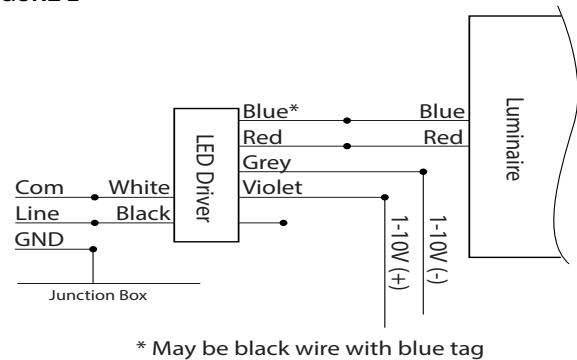 Blue* Blue
Red Red
Grey
Com White Violet
Line Black
GND
LED Driver
Luminaire
1-10V (+)
1-10V (-)
Junction Box
* May be black wire with blue tag